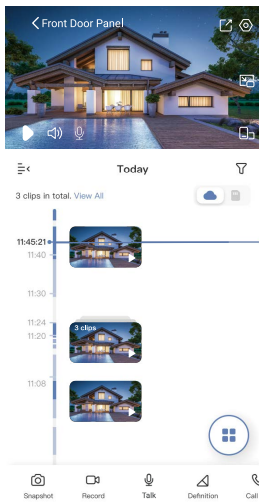 Front Door Panel
Today
3 clips in total. View All
11:45:21
11:40
11:30
11:24
3 clips
11:20
11:08
Snapshot
Record
Talk
Definition
Call